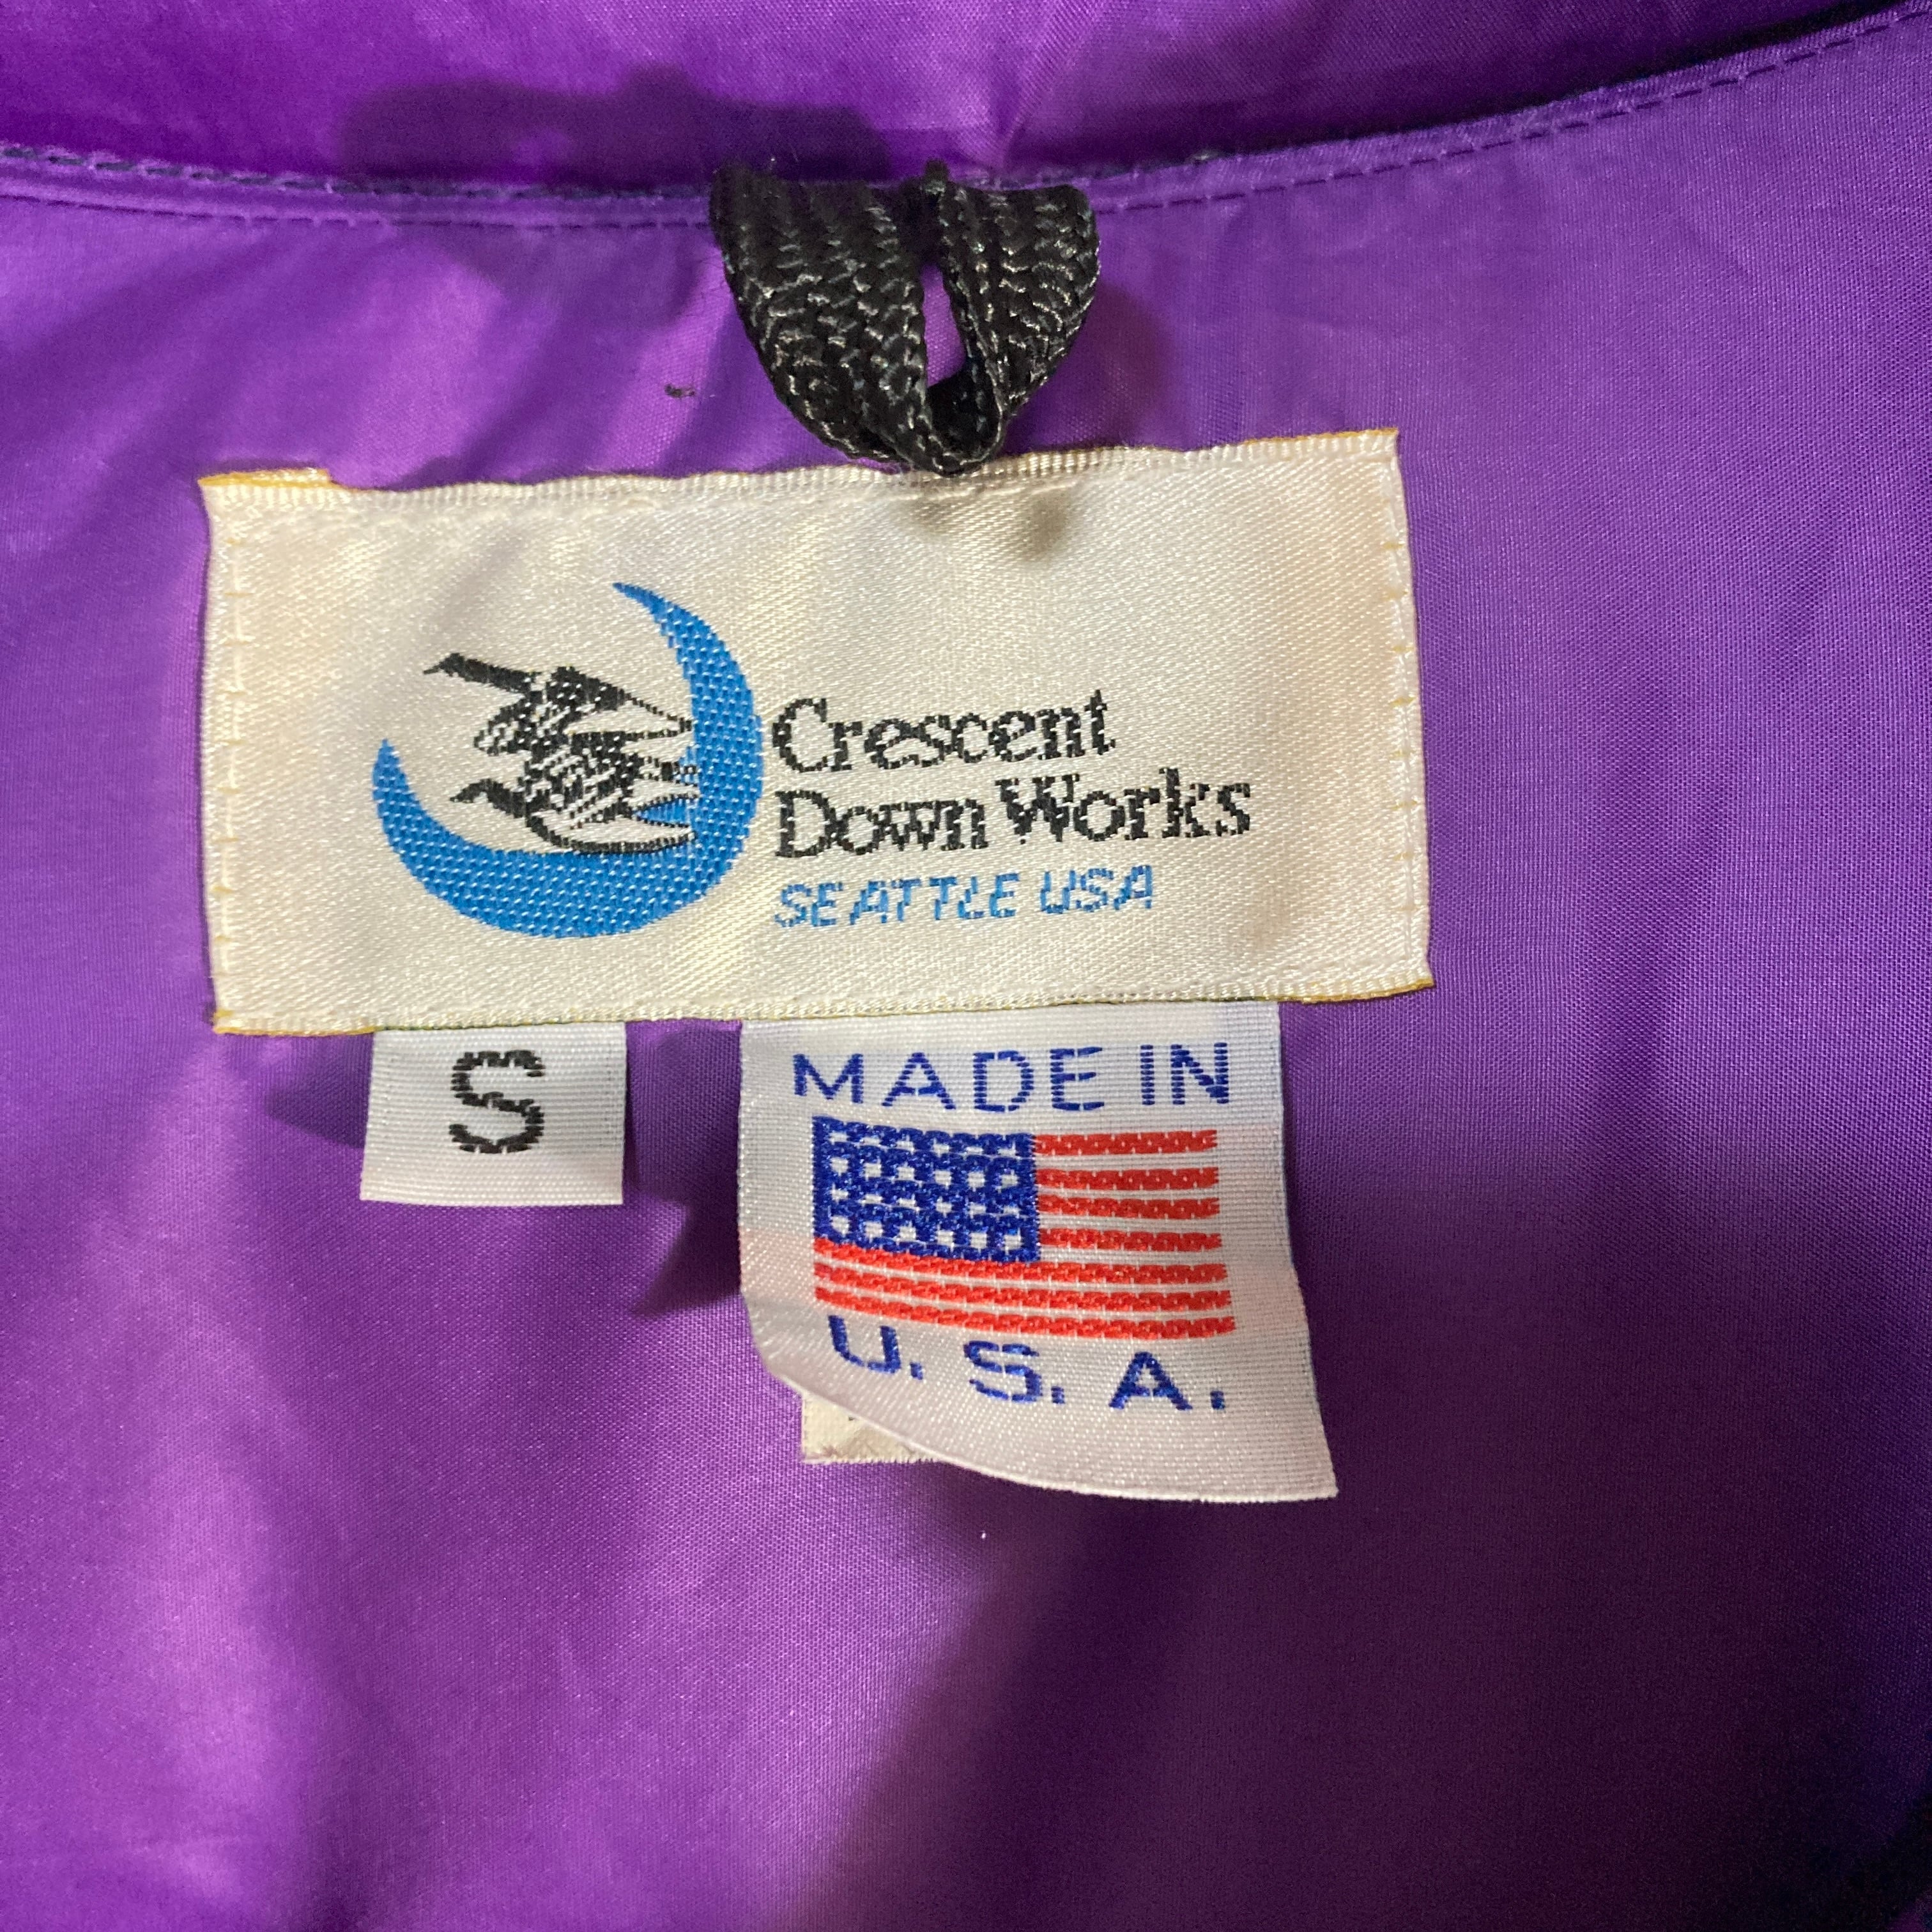 Crescent
Down Works
SEATTLE USA
S
MADE IN
U. S. A.